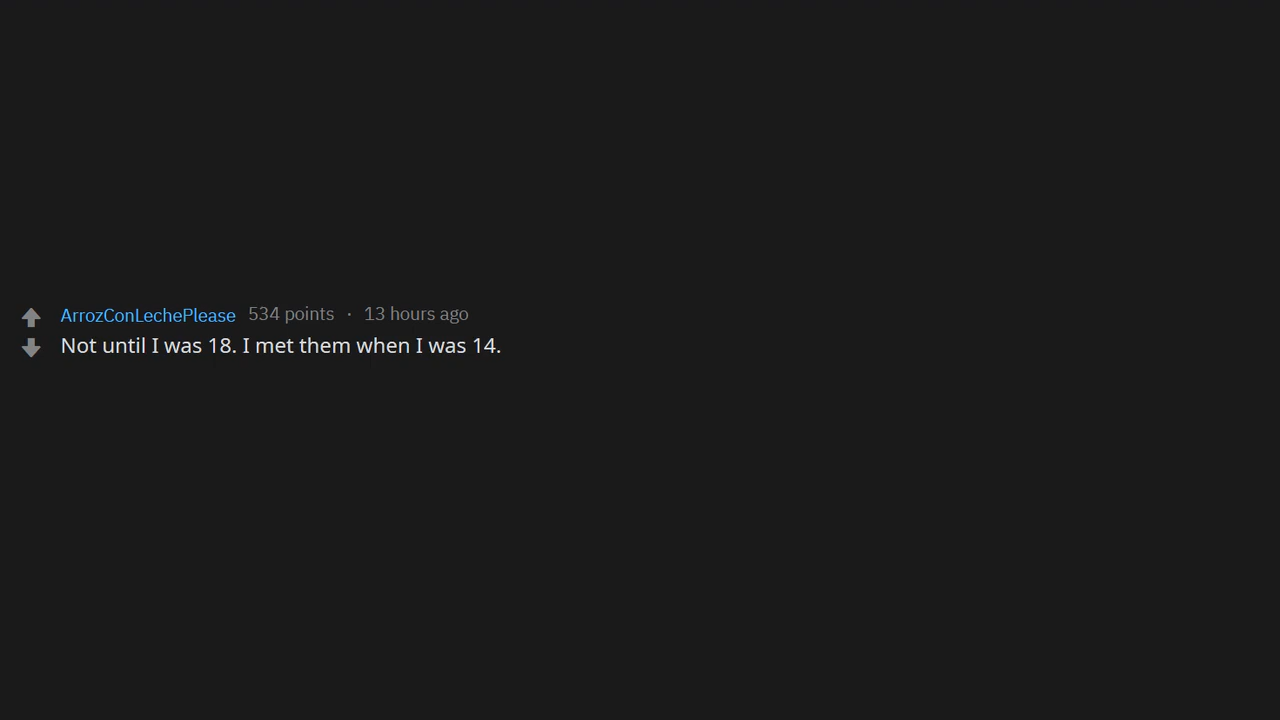 ArrozConLechePlease 534 points · 13 hours ago
Not until I was 18. I met them when I was 14.